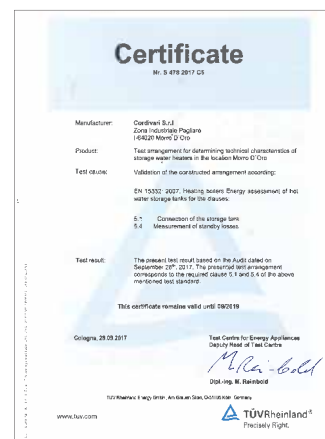 Certificate
Nr. S 478 2017 C5
Manufacturer: Cordivari S.r.l
Zona Industriale Pagliare
I-64020 Morro D´Oro
Product: Test arrangement for determining technical characteristics of
storage water heaters in the location Morro D´Oro
Test cause: Validation of the constructed arrangement according:
EN 15332: 2007, Heating boilers Energy assessment of hot
water storage tanks for the clauses:
5.1 Connection of the storage tank
5.4 Measurement of standby losses
Test result: The present test result based on the Audit dated on
September 28th, 2017. The presented test arrangement
corresponds to the required clause 5.1 and 5.4 of the above
mentioned test standard.
This certificate remains valid until 09/2019
Cologne, 29.09.2017 Test Centre for Energy Appliances
Deputy Head of Test Centre
M. Reinbold
Dipl.-Ing. M. Reinbold
TÜV Rheinland Energy GmbH, Am Grauen Stein, D-51105 Köln, Germany
www.tuv.com TÜVRheinland®
Precisely Right.